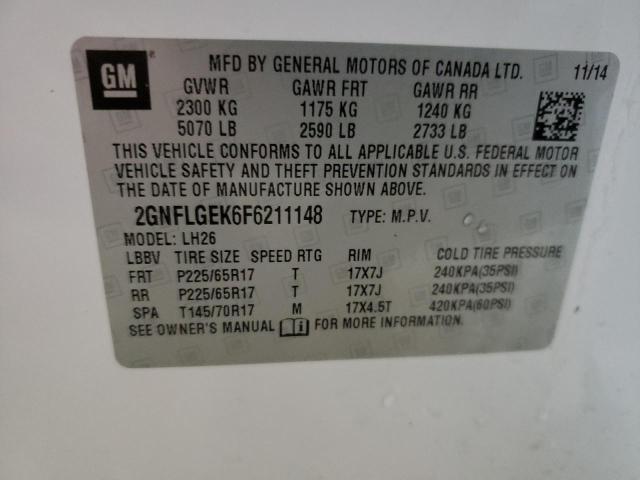 GM
MFD BY GENERAL MOTORS OF CANADA LTD. 11/14
GVWR GAWR FRT GAWR RR
2300 KG 1175 KG 1240 KG
5070 LB 2590 LB 2733 LB
THIS VEHICLE CONFORMS TO ALL APPLICABLE U.S. FEDERAL MOTOR
VEHICLE SAFETY AND THEFT PREVENTION STANDARDS IN EFFECT ON
THE DATE OF MANUFACTURE SHOWN ABOVE.
2GNFLGEK6F6211148 TYPE: M.P.V.
MODEL: LH26
LBBV TIRE SIZE SPEED RTG RIM COLD TIRE PRESSURE
FRT P225/65R17 T 17X7J 240KPA(35PSI)
RR P225/65R17 T 17X7J 240KPA(35PSI)
SPA T145/70R17 M 17X4.5T 420KPA(60PSI)
SEE OWNER'S MANUAL FOR MORE INFORMATION.